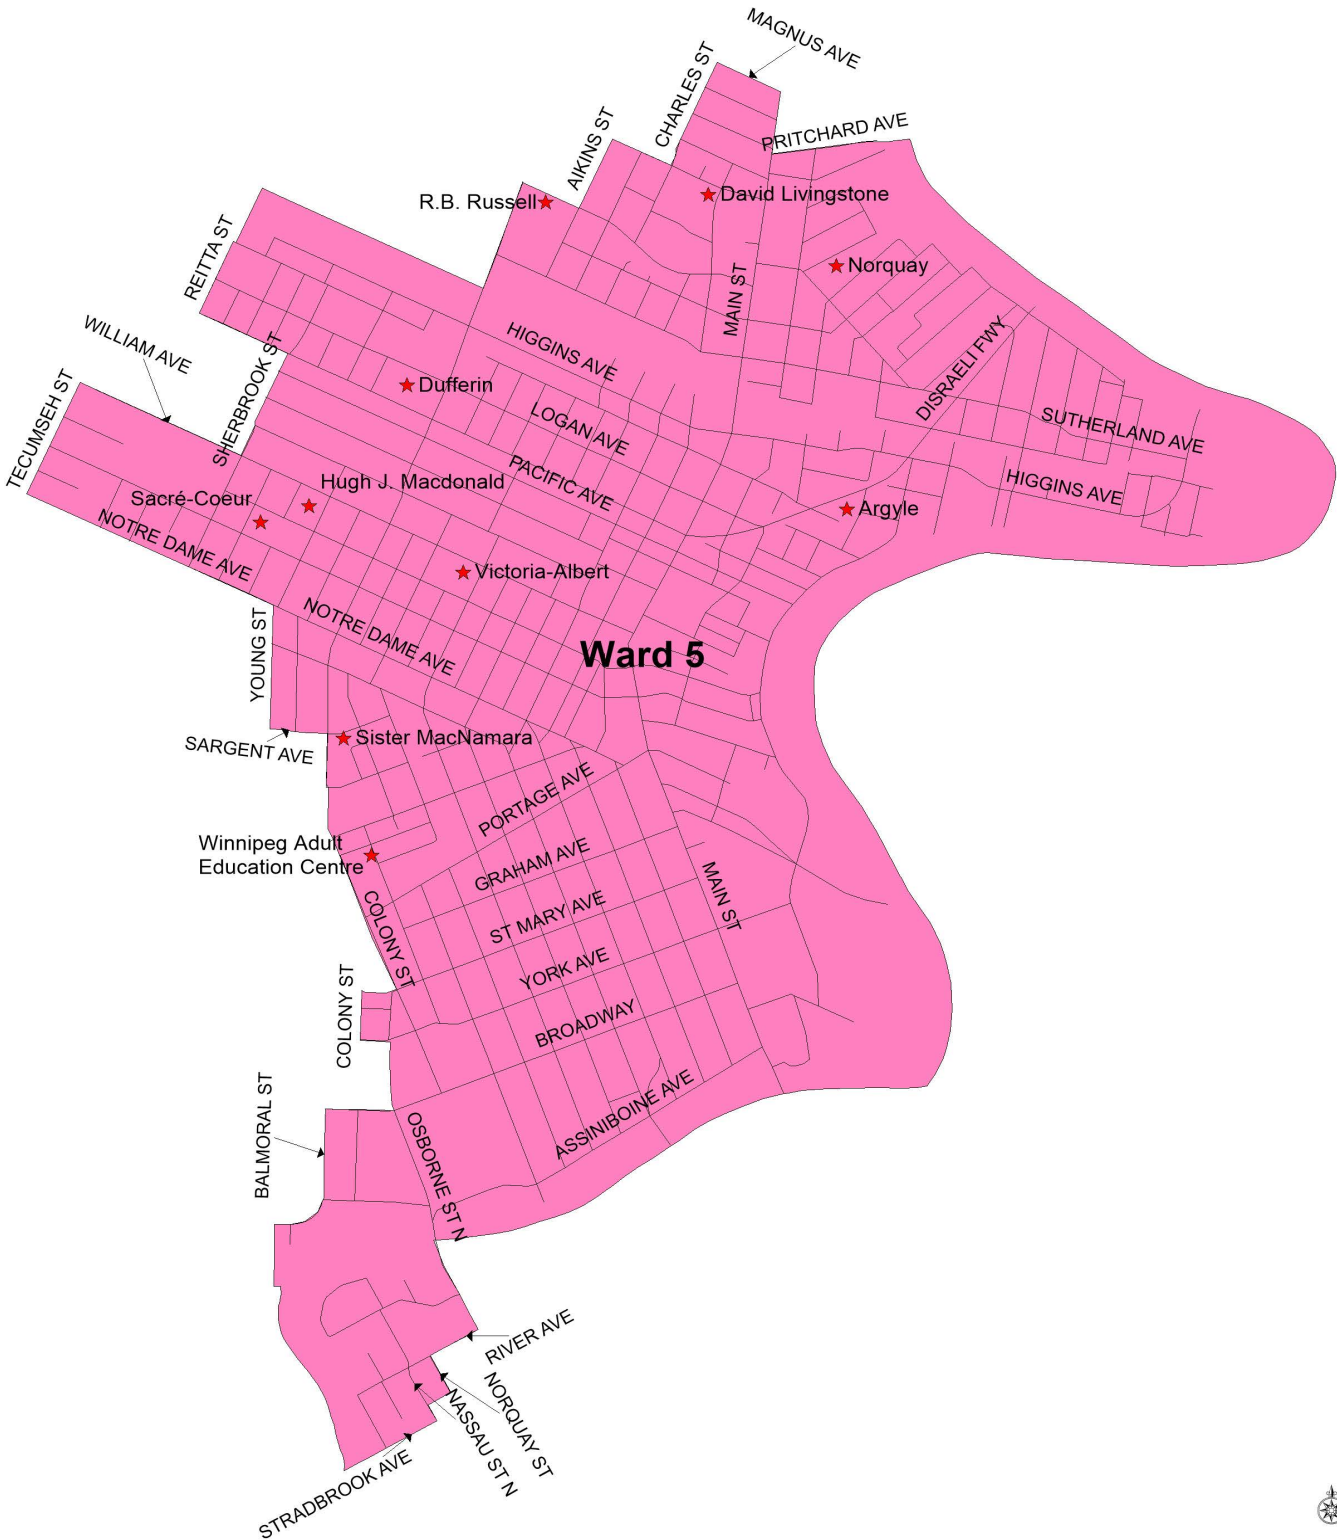 MAGNUS AVE
CHARLES ST
PRITCHARD AVE
AIKINS ST
R.B. Russell
David Livingstone
REITTA ST
Norquay
MAIN ST
WILLIAM AVE
HIGGINS AVE
DISRAELI FWY
SHERBROOK ST
TECUMSEH ST
Dufferin
LOGAN AVE
SUTHERLAND AVE
PACIFIC AVE
HIGGINS AVE
Hugh J. Macdonald
Sacré-Coeur
Argyle
NOTRE DAME AVE
Victoria-Albert
NOTRE DAME AVE
YOUNG ST
Ward 5
SARGENT AVE
Sister MacNamara
PORTAGE AVE
Winnipeg Adult
Education Centre
GRAHAM AVE
MAIN ST
COLONY ST
ST MARY AVE
YORK AVE
COLONY ST
BROADWAY
BALMORAL ST
ASSINIBOINE AVE
OSBORNE ST N
RIVER AVE
NORQUAY ST
NASSAU ST N
STRADBROOK AVE